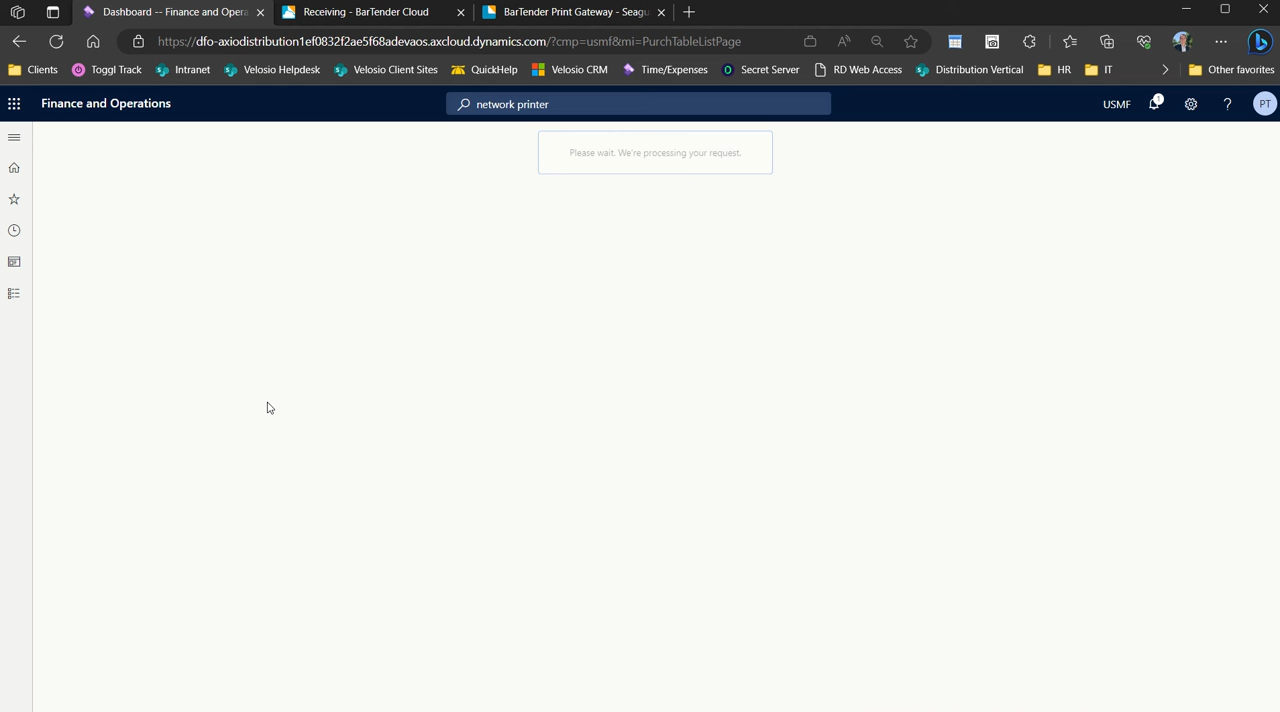 Dashboard -- Finance and Opera
Receiving - BarTender Cloud
BarTender Print Gateway - Seagu
https://dfo-axiodistribution1ef0832f2ae5f68adevaos.axcloud.dynamics.com/?cmp=usmf&mi=PurchTableListPage
Clients
Toggl Track
Intranet
Velosio Helpdesk
Velosio Client Sites
QuickHelp
Velosio CRM
Time/Expenses
Secret Server
RD Web Access
Distribution Vertical
HR
IT
Other favorites
Finance and Operations
network printer
USMF
1
PT
Please wait. We're processing your request.